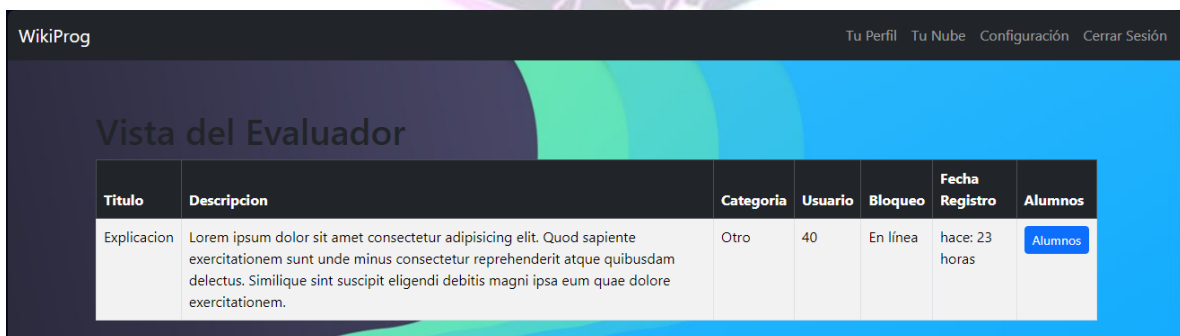 WikiProg
Tu Perfil Tu Nube Configuración Cerrar Sesión
Vista del Evaluador
Titulo Descripcion Categoria Usuario Bloqueo Fecha Registro Alumnos
Explicacion
Lorem ipsum dolor sit amet consectetur adipisicing elit. Quod sapiente
exercitationem sunt unde minus consectetur reprehenderit atque quibusdam
delectus. Similique sint suscipit eligendi debitis magni ipsa eum quae dolore
exercitationem.
Otro
40
En línea
hace: 23
horas
Alumnos